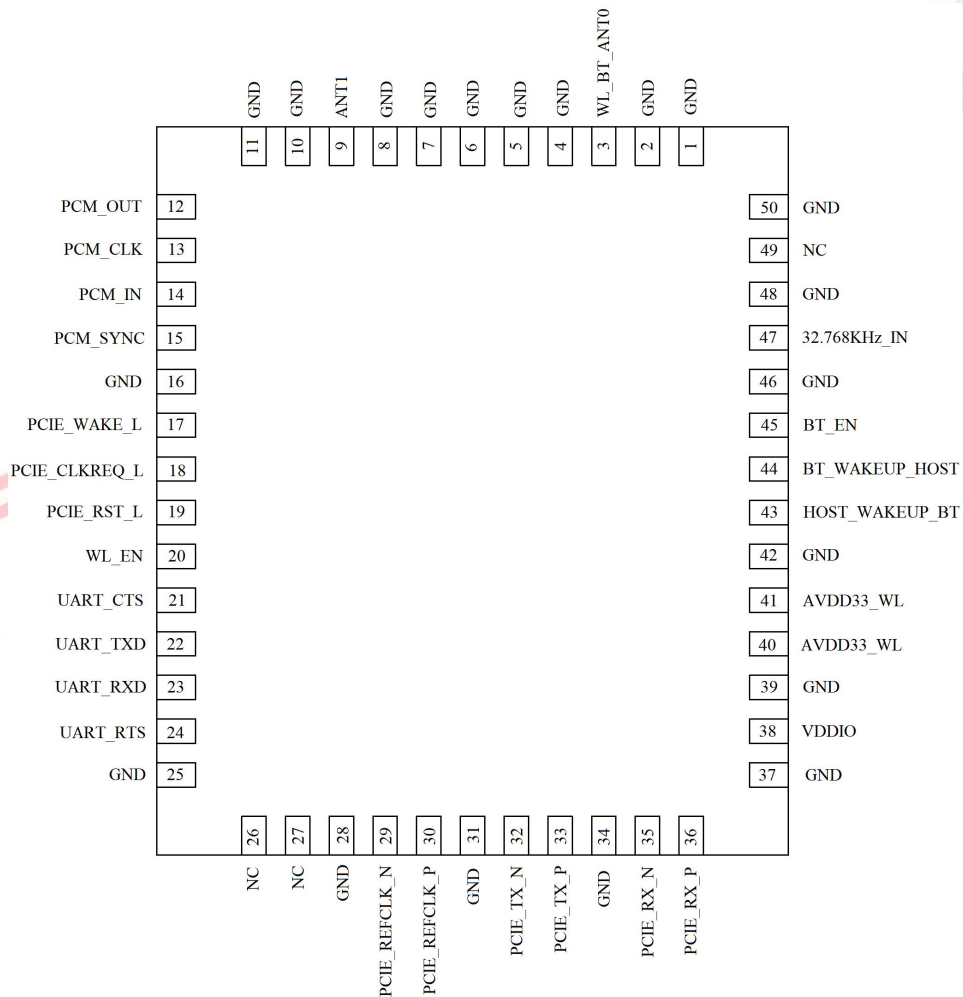 GND GND ANT1 GND GND GND GND GND WL_BT_ANT0 GND GND
11 10 9 8 7 6 5 4 3 2 1
PCM_OUT 12 50 GND
PCM_CLK 13 49 NC
PCM_IN 14 48 GND
PCM_SYNC 15 47 32.768KHz_IN
GND 16 46 GND
PCIE_WAKE_L 17 45 BT_EN
PCIE_CLKREQ_L 18 44 BT_WAKEUP_HOST
PCIE_RST_L 19 43 HOST_WAKEUP_BT
WL_EN 20 42 GND
UART_CTS 21 41 AVDD33_WL
UART_TXD 22 40 AVDD33_WL
UART_RXD 23 39 GND
UART_RTS 24 38 VDDIO
GND 25 37 GND
26 27 28 29 30 31 32 33 34 35 36
NC NC GND PCIE_REFCLK_N PCIE_REFCLK_P GND PCIE_TX_N PCIE_TX_P GND PCIE_RX_N PCIE_RX_P